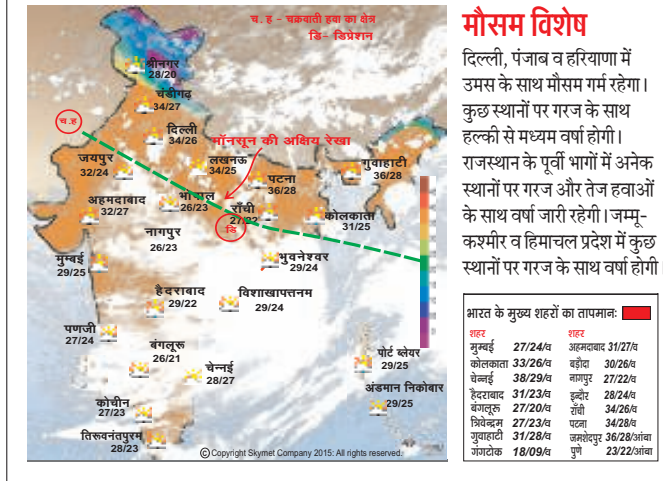 च. ह - चक्रवाती हवा का क्षेत्र
डि- डिप्रेशन
श्रीनगर
28/20
चंडीगढ़
34/27
च.ह
दिल्ली
34/26
मॉनसून की अक्षिय रेखा
जयपुर
32/24
लखनऊ
34/25
गुवाहाटी
36/28
पटना
36/28
अहमदाबाद
32/27
भोपाल
26/23
राँची
27/22
कोलकाता
31/25
डि
नागपुर
26/23
मुम्बई
29/25
भुवनेश्वर
29/24
हैदराबाद
29/22
विशाखापत्तनम
29/24
पणजी
27/24
बंगलूरू
26/21
चेन्नई
28/27
पोर्ट ब्लेयर
29/25
अंडमान निकोबार
29/25
कोचीन
27/23
तिरूवनंतपुरम
28/23
©Copyright Skymet Company 2015: All rights reserved.
मौसम विशेष
दिल्ली, पंजाब व हरियाणा में
उमस के साथ मौसम गर्म रहेगा।
कुछ स्थानों पर गरज के साथ
हल्की से मध्यम वर्षा होगी।
राजस्थान के पूर्वी भागों में अनेक
स्थानों पर गरज और तेज हवाओं
के साथ वर्षा जारी रहेगी। जम्मू-
कश्मीर व हिमाचल प्रदेश में कुछ
स्थानों पर गरज के साथ वर्षा होगी।
भारत के मुख्य शहरों का तापमानः
शहर शहर
मुम्बई 27/24/व अहमदाबाद 31/27/व
कोलकाता 33/26/व बड़ौदा 30/26/व
चेन्नई 38/29/व नागपुर 27/22/व
हैदराबाद 31/23/व इन्दौर 28/24/व
बंगलूरू 27/20/व राँची 34/26/व
त्रिवेन्द्रम 27/23/व पटना 34/28/व
गुवाहाटी 31/28/व जमशेदपुर 36/28/आंबा
गंगटोक 18/09/व पुणे 23/22/आंबा